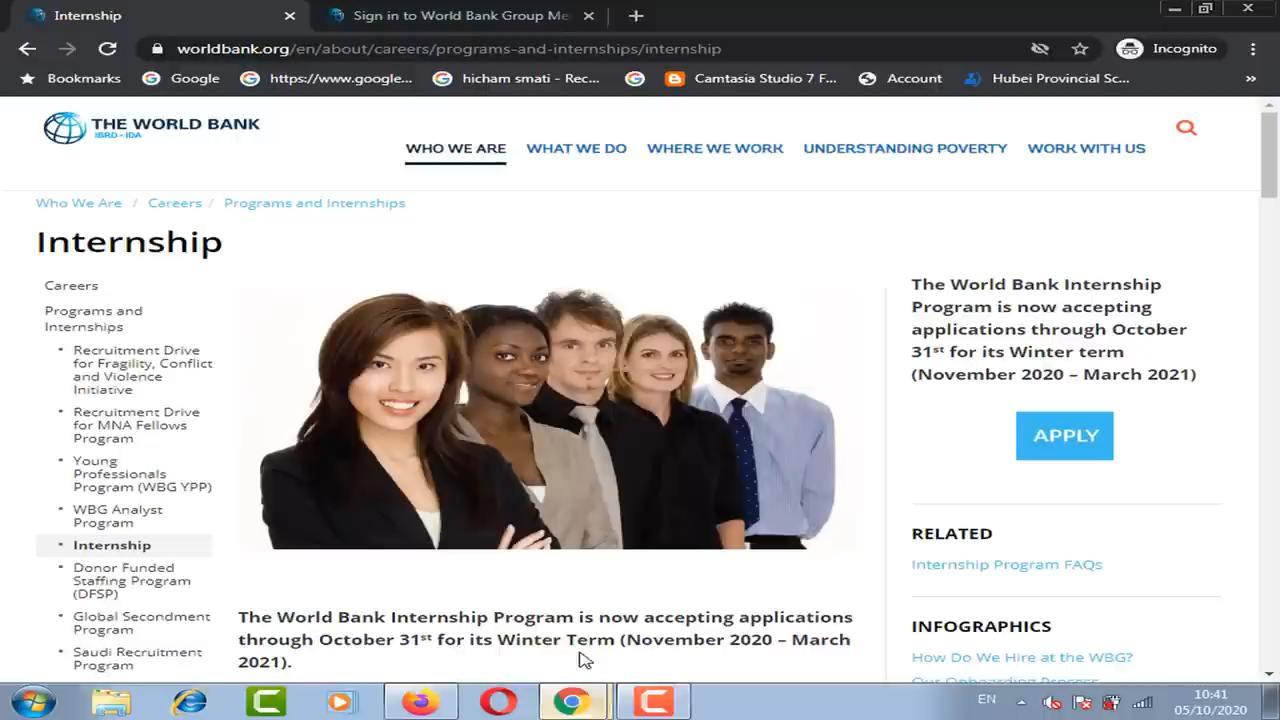 Internship
Sign in to World Bank Group Me
worldbank.org/en/about/careers/programs-and-internships/internship
Incognito
Bookmarks
Google
https://www.google...
hicham smati - Rec...
Camtasia Studio 7 F...
Account
Hubei Provincial Sc...
»
THE WORLD BANK
IBRD • IDA
WHO WE ARE
WHAT WE DO
WHERE WE WORK
UNDERSTANDING POVERTY
WORK WITH US
Who We Are / Careers / Programs and Internships
Internship
Careers
Programs and
Internships
• Recruitment Drive
for Fragility, Conflict
and Violence
Initiative
• Recruitment Drive
for MNA Fellows
Program
• Young
Professionals
Program (WBG YPP)
• WBG Analyst
Program
• Internship
• Donor Funded
Staffing Program
(DFSP)
• Global Secondment
Program
• Saudi Recruitment
Program
The World Bank Internship Program is now accepting applications
through October 31st for its Winter Term (November 2020 – March
2021).
The World Bank Internship
Program is now accepting
applications through October
31st for its Winter term
(November 2020 – March 2021)
APPLY
RELATED
Internship Program FAQs
INFOGRAPHICS
How Do We Hire at the WBG?
Our Onboarding Process
EN
10:41
05/10/2020